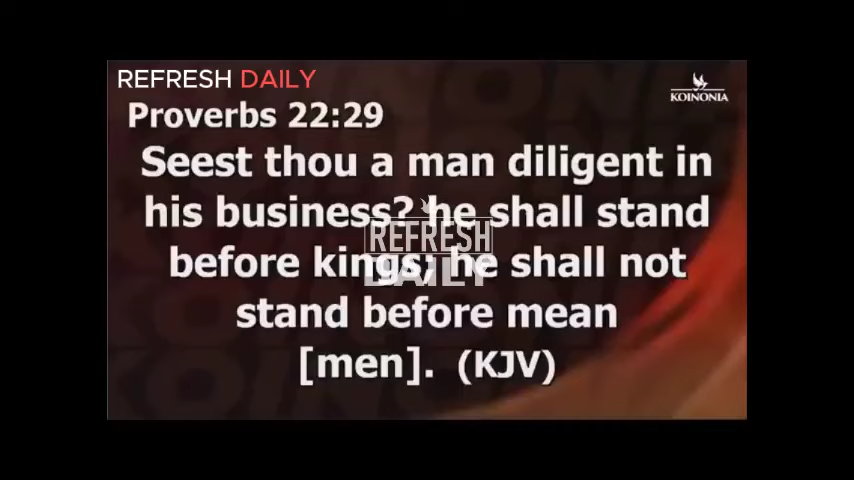 REFRESH DAILY
KOINONIA
Proverbs 22:29
Seest thou a man diligent in
his business? he shall stand
before kings; he shall not
stand before mean
[men]. (KJV)
REFRESH
DAILY